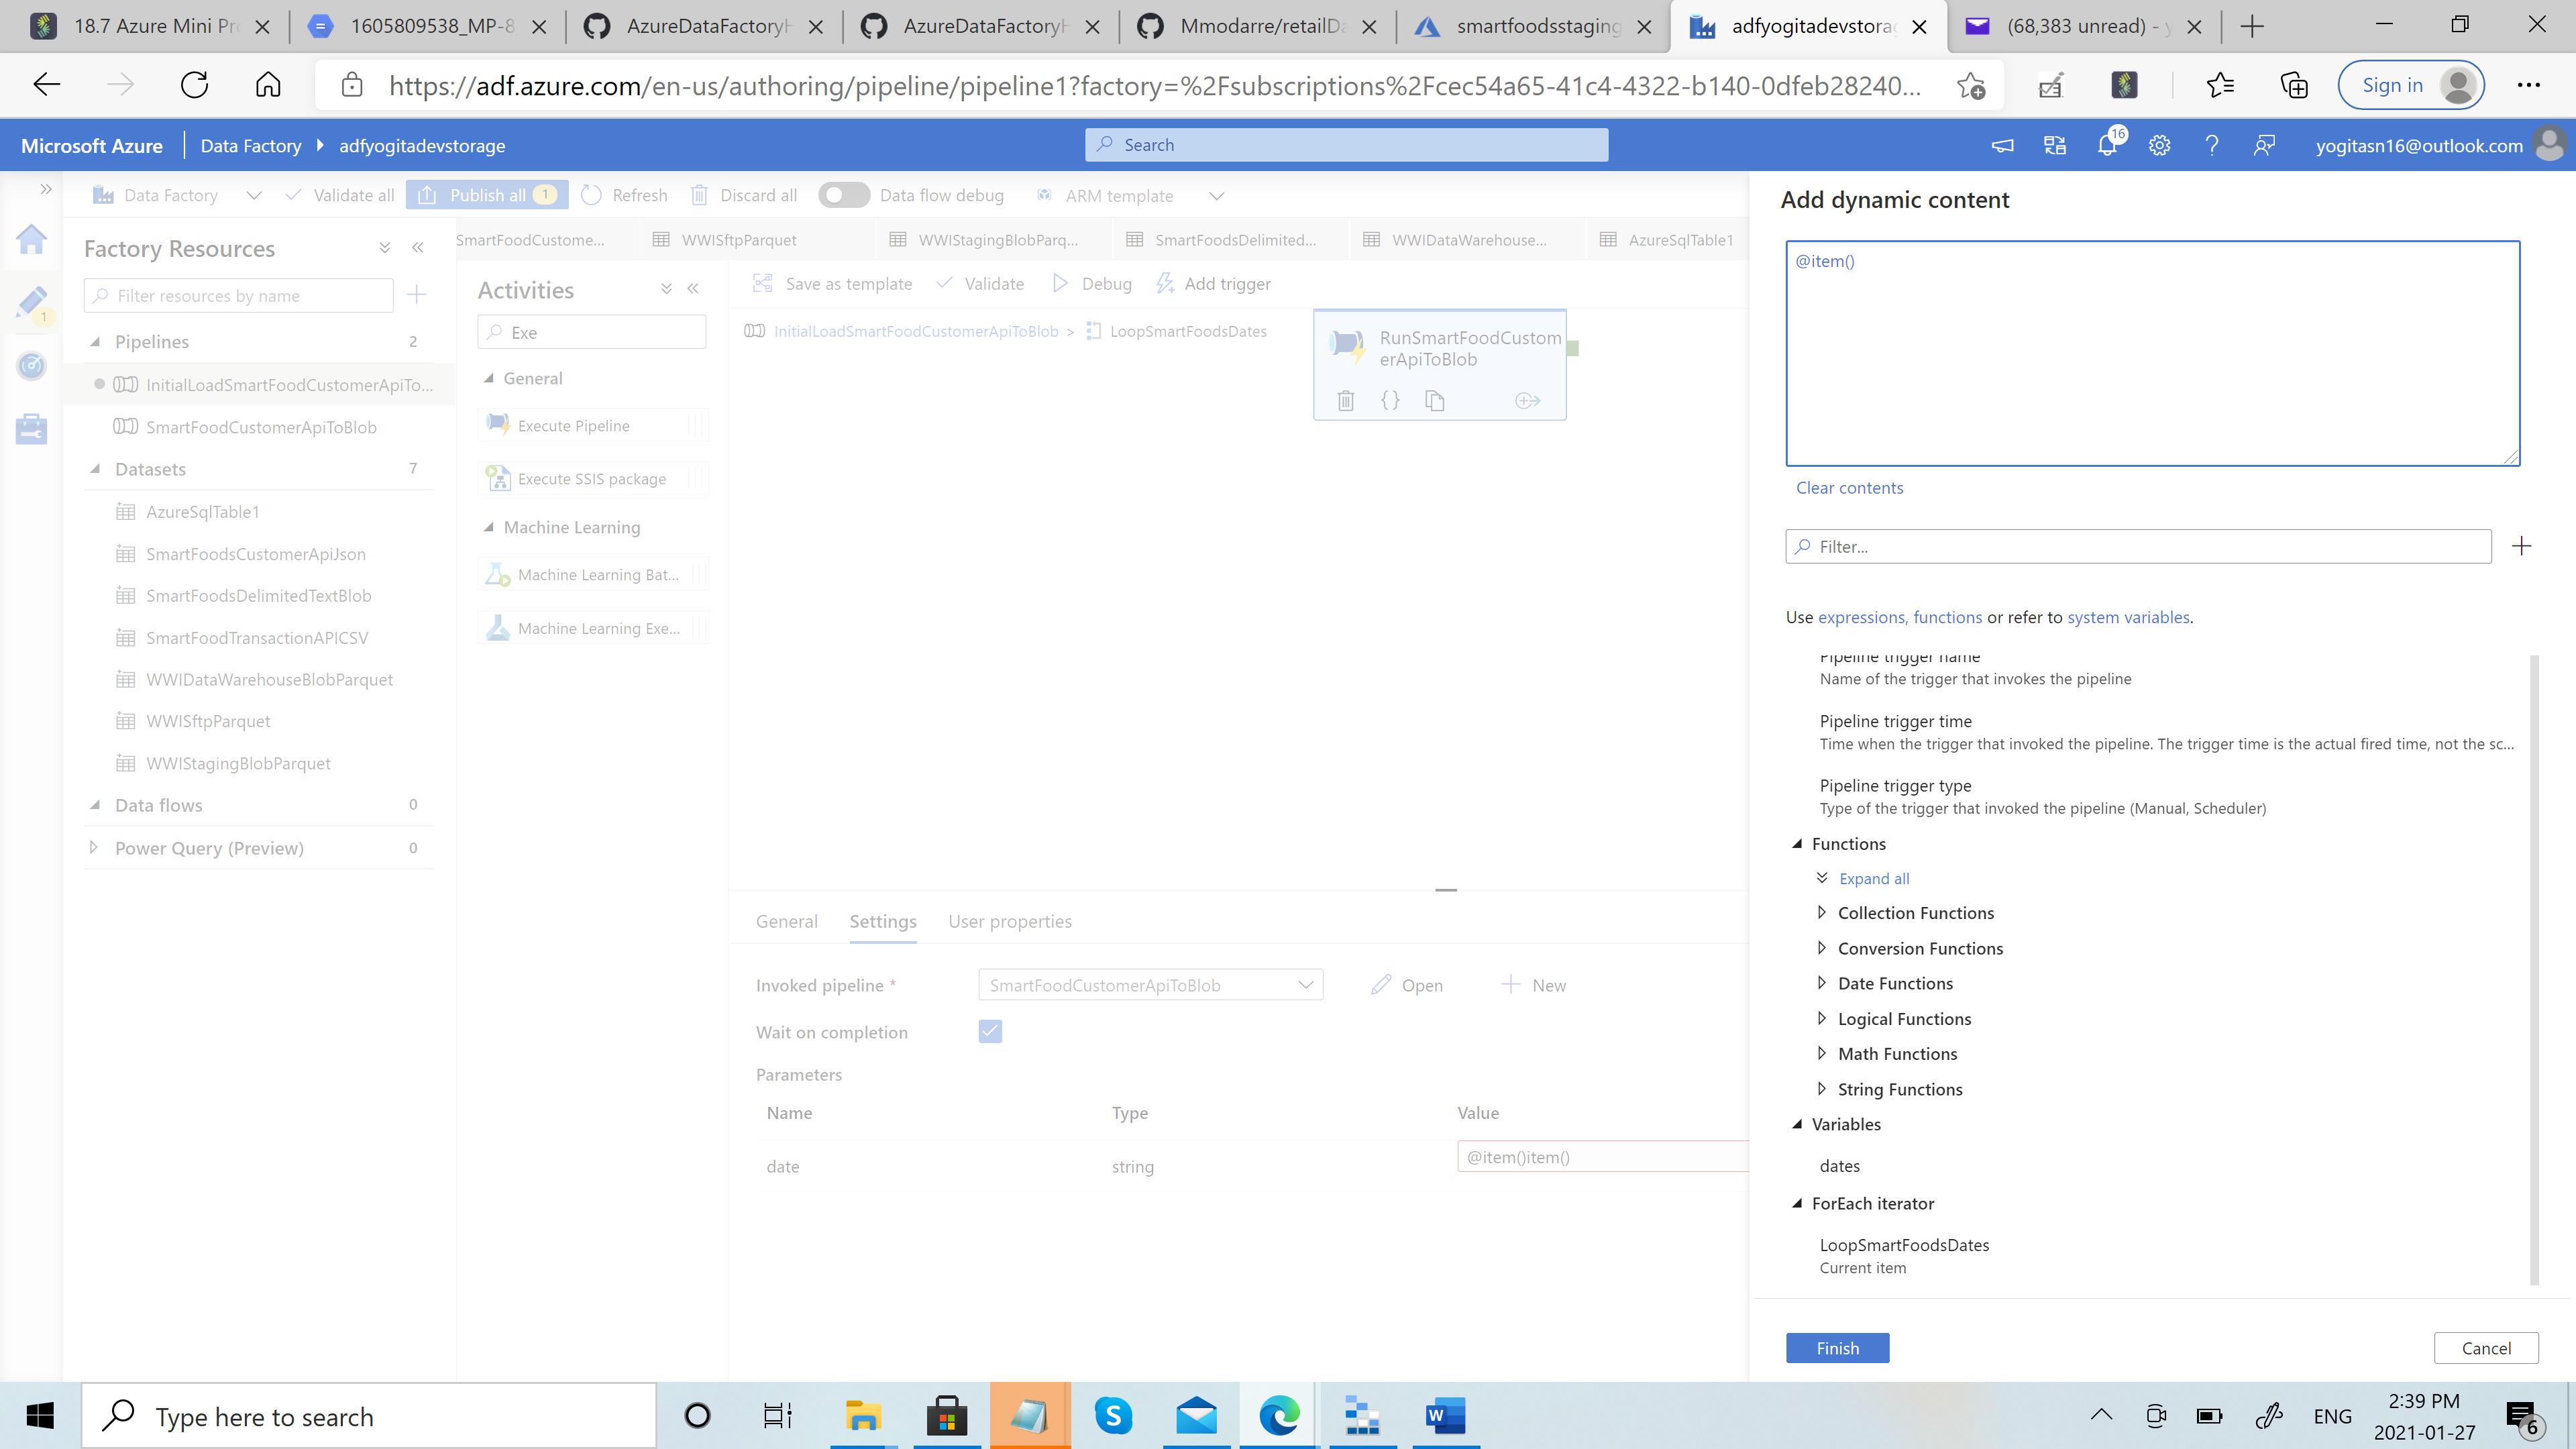 18.7 Azure Mini Pr
1605809538_MP-8
AzureDataFactoryH
AzureDataFactoryH
Mmodarre/retailDa
smartfoodsstaging
adfyogitadevstorag
(68,383 unread) - y
https://adf.azure.com/en-us/authoring/pipeline/pipeline1?factory=%2Fsubscriptions%2Fcec54a65-41c4-4322-b140-0dfeb28240...
Sign in
Microsoft Azure
Data Factory
adfyogitadevstorage
Search
16
yogitasn16@outlook.com
Data Factory
Validate all
Publish all 1
Refresh
Discard all
Data flow debug
ARM template
Factory Resources
Filter resources by name
1
Pipelines 2
InitialLoadSmartFoodCustomerApiTo...
SmartFoodCustomerApiToBlob
Datasets 7
AzureSqlTable1
SmartFoodsCustomerApiJson
SmartFoodsDelimitedTextBlob
SmartFoodTransactionAPICSV
WWIDataWarehouseBlobParquet
WWISftpParquet
WWIStagingBlobParquet
Data flows 0
Power Query (Preview) 0
SmartFoodCustome...
WWISftpParquet
WWIStagingBlobParq...
SmartFoodsDelimited...
WWIDataWarehouse...
AzureSqlTable1
Activities
Exe
General
Execute Pipeline
Execute SSIS package
Machine Learning
Machine Learning Bat...
Machine Learning Exe...
Save as template
Validate
Debug
Add trigger
InitialLoadSmartFoodCustomerApiToBlob > LoopSmartFoodsDates
RunSmartFoodCustom
erApiToBlob
General
Settings
User properties
Invoked pipeline *
SmartFoodCustomerApiToBlob
Open
New
Wait on completion
Parameters
Name Type Value
date string @item()item()
Add dynamic content
@item()
Clear contents
Filter...
Use expressions, functions or refer to system variables.
Pipeline trigger name
Name of the trigger that invokes the pipeline
Pipeline trigger time
Time when the trigger that invoked the pipeline. The trigger time is the actual fired time, not the sc...
Pipeline trigger type
Type of the trigger that invoked the pipeline (Manual, Scheduler)
Functions
Expand all
Collection Functions
Conversion Functions
Date Functions
Logical Functions
Math Functions
String Functions
Variables
dates
ForEach iterator
LoopSmartFoodsDates
Current item
Finish
Cancel
Type here to search
ENG
2:39 PM
2021-01-27
6